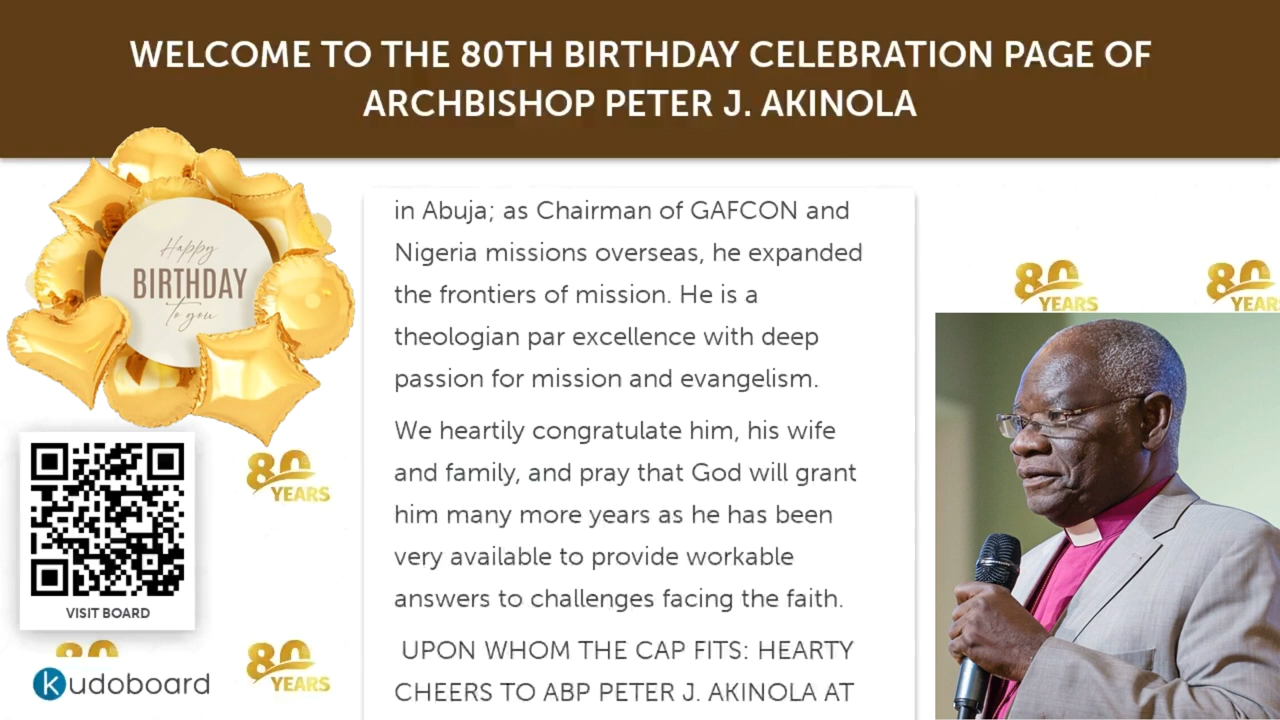 WELCOME TO THE 80TH BIRTHDAY CELEBRATION PAGE OF
ARCHBISHOP PETER J. AKINOLA
Happy
BIRTHDAY
to you
in Abuja; as Chairman of GAFCON and
Nigeria missions overseas, he expanded
the frontiers of mission. He is a
theologian par excellence with deep
passion for mission and evangelism.
We heartily congratulate him, his wife
and family, and pray that God will grant
him many more years as he has been
very available to provide workable
answers to challenges facing the faith.
UPON WHOM THE CAP FITS: HEARTY
CHEERS TO ABP PETER J. AKINOLA AT
80
YEARS
80
YEAR
80
YEARS
VISIT BOARD
80
80
YEARS
kudoboard